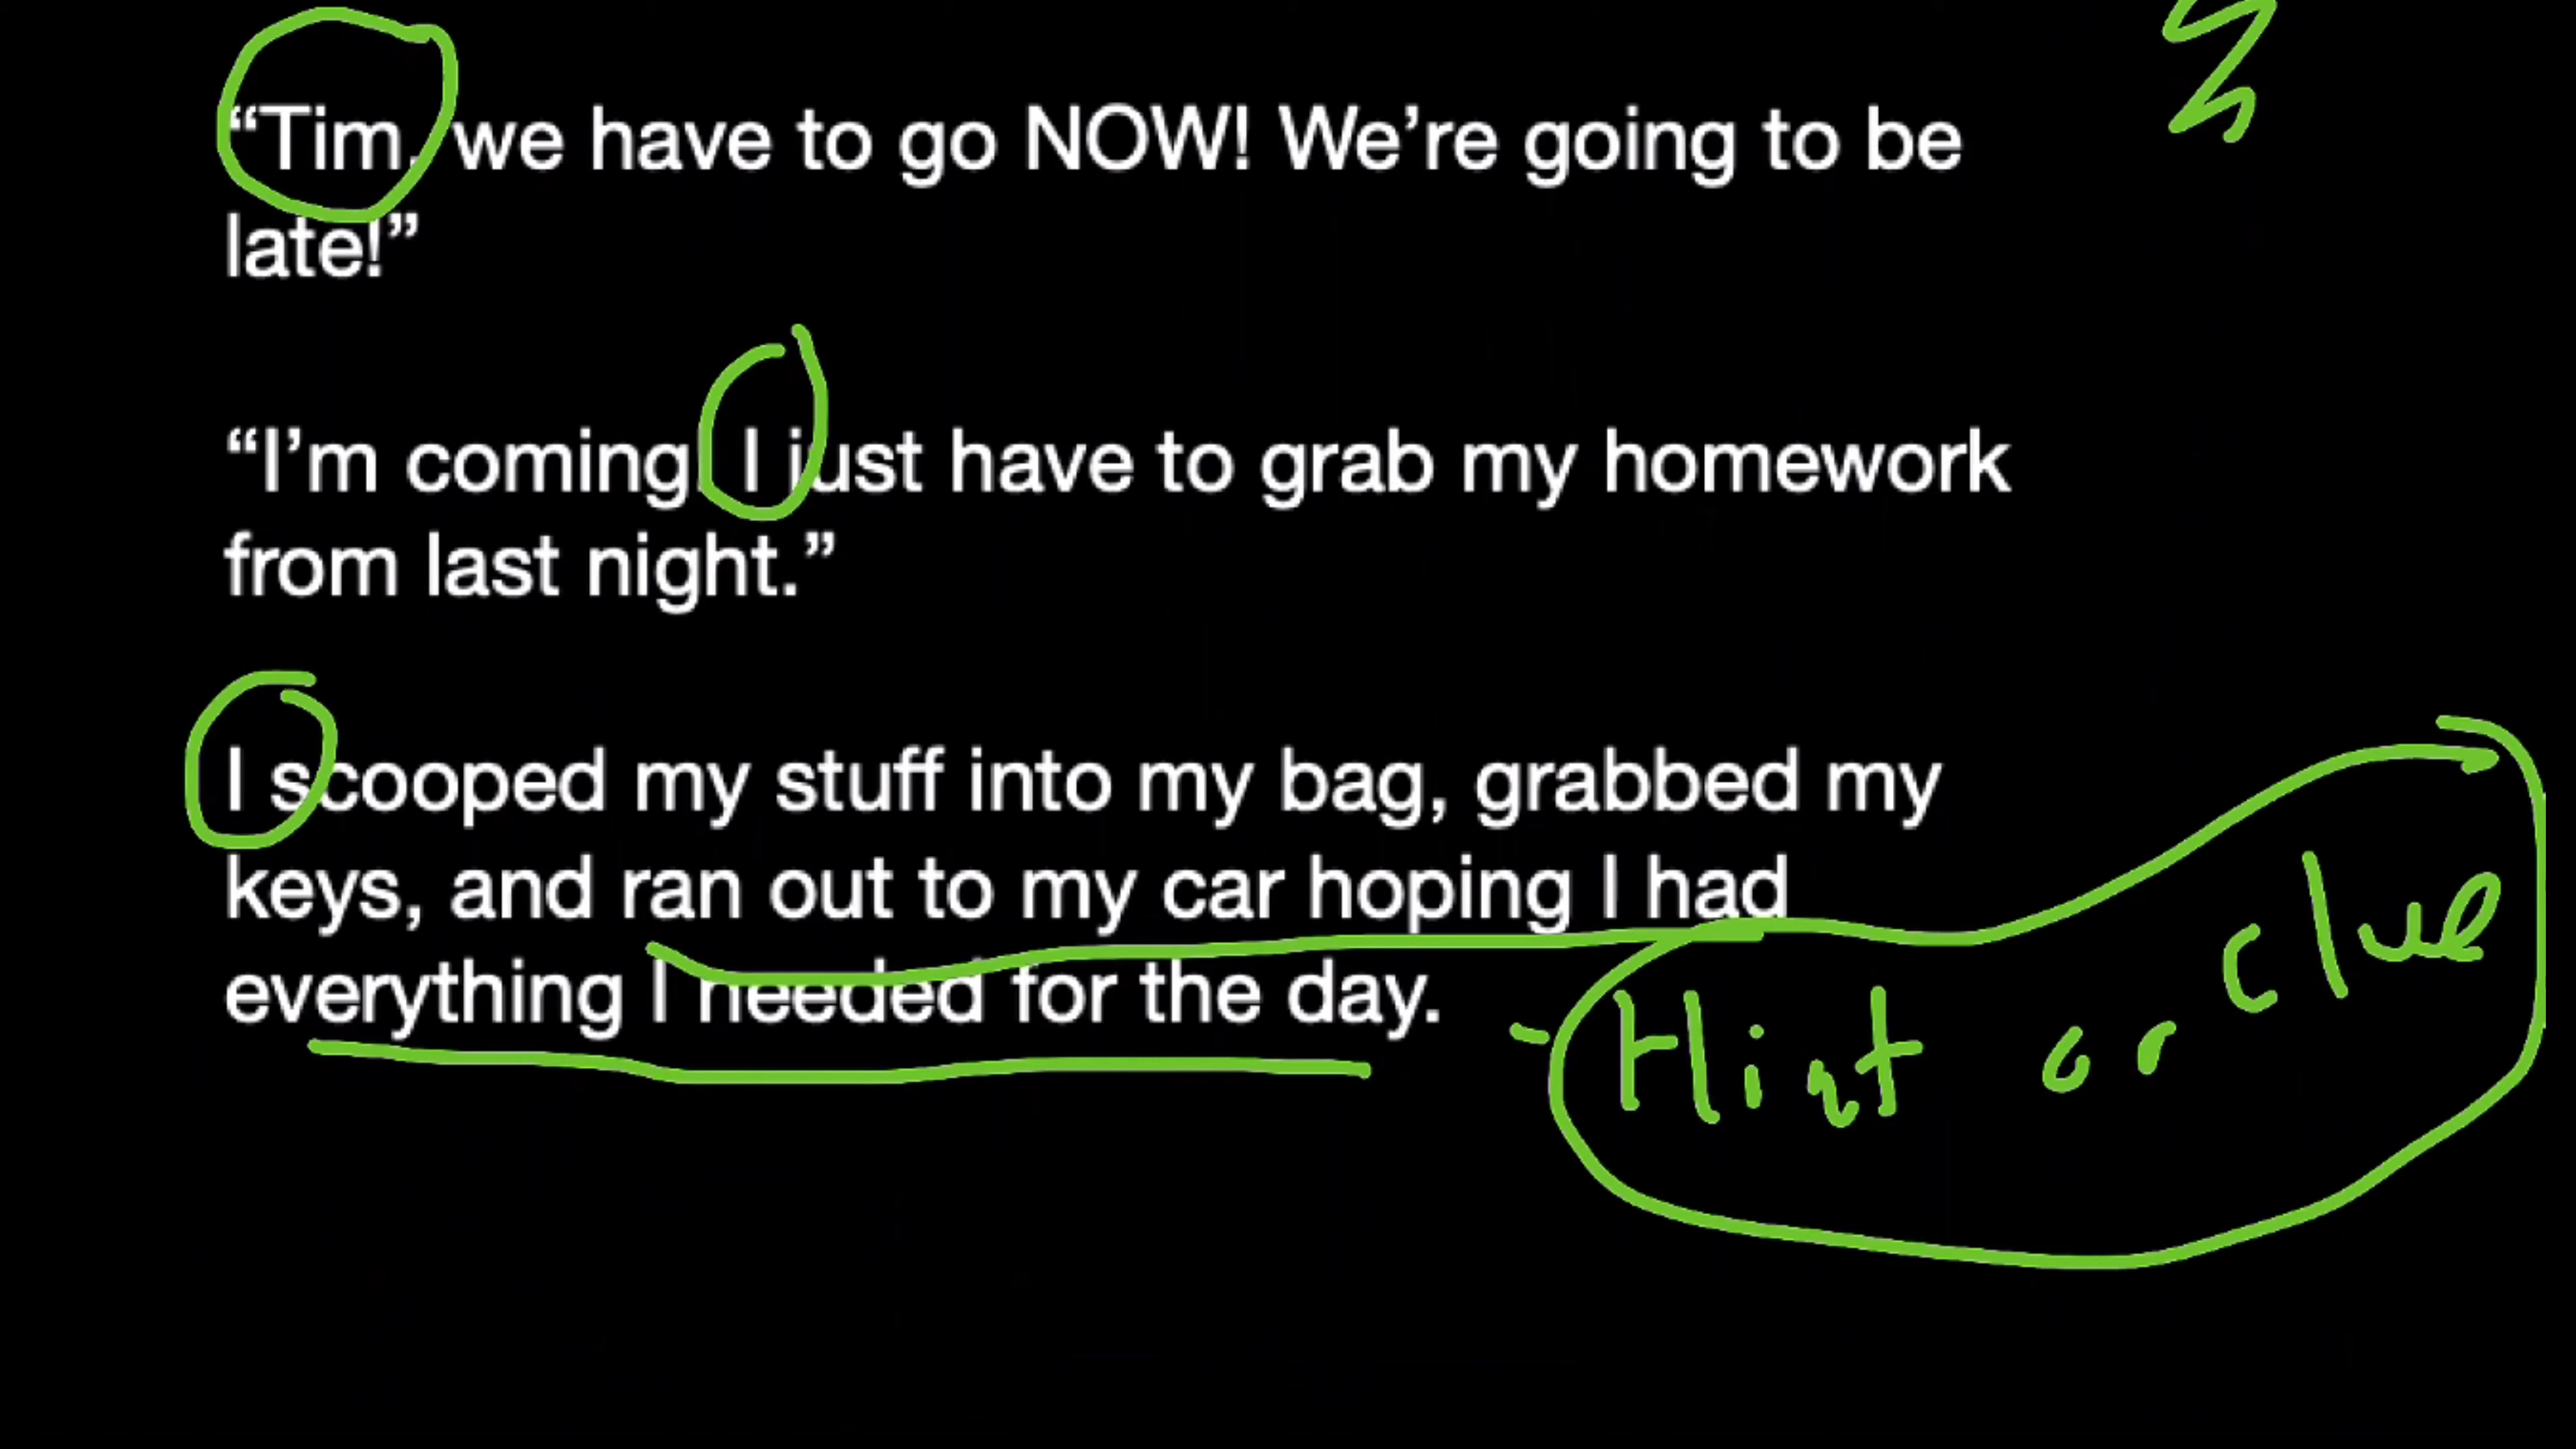 “Tim, we have to go NOW! We’re going to be
late!”
“I’m coming. I just have to grab my homework
from last night.”
I scooped my stuff into my bag, grabbed my
keys, and ran out to my car hoping I had
everything I needed for the day.
- Hint or clue